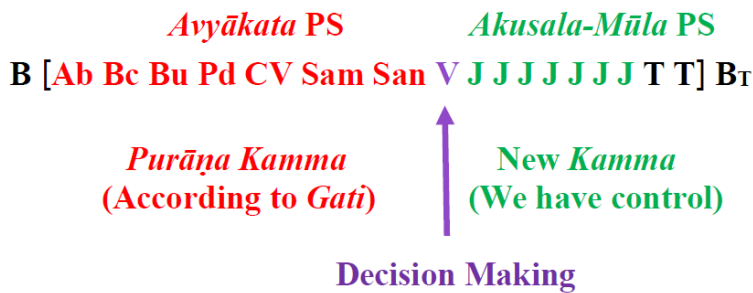 Avyākata PS Akusala-Mūla PS
B [Ab Bc Bu Pd CV Sam San V J J J J J J J T T] BT
Purāṇa Kamma New Kamma
(According to Gati) (We have control)
Decision Making